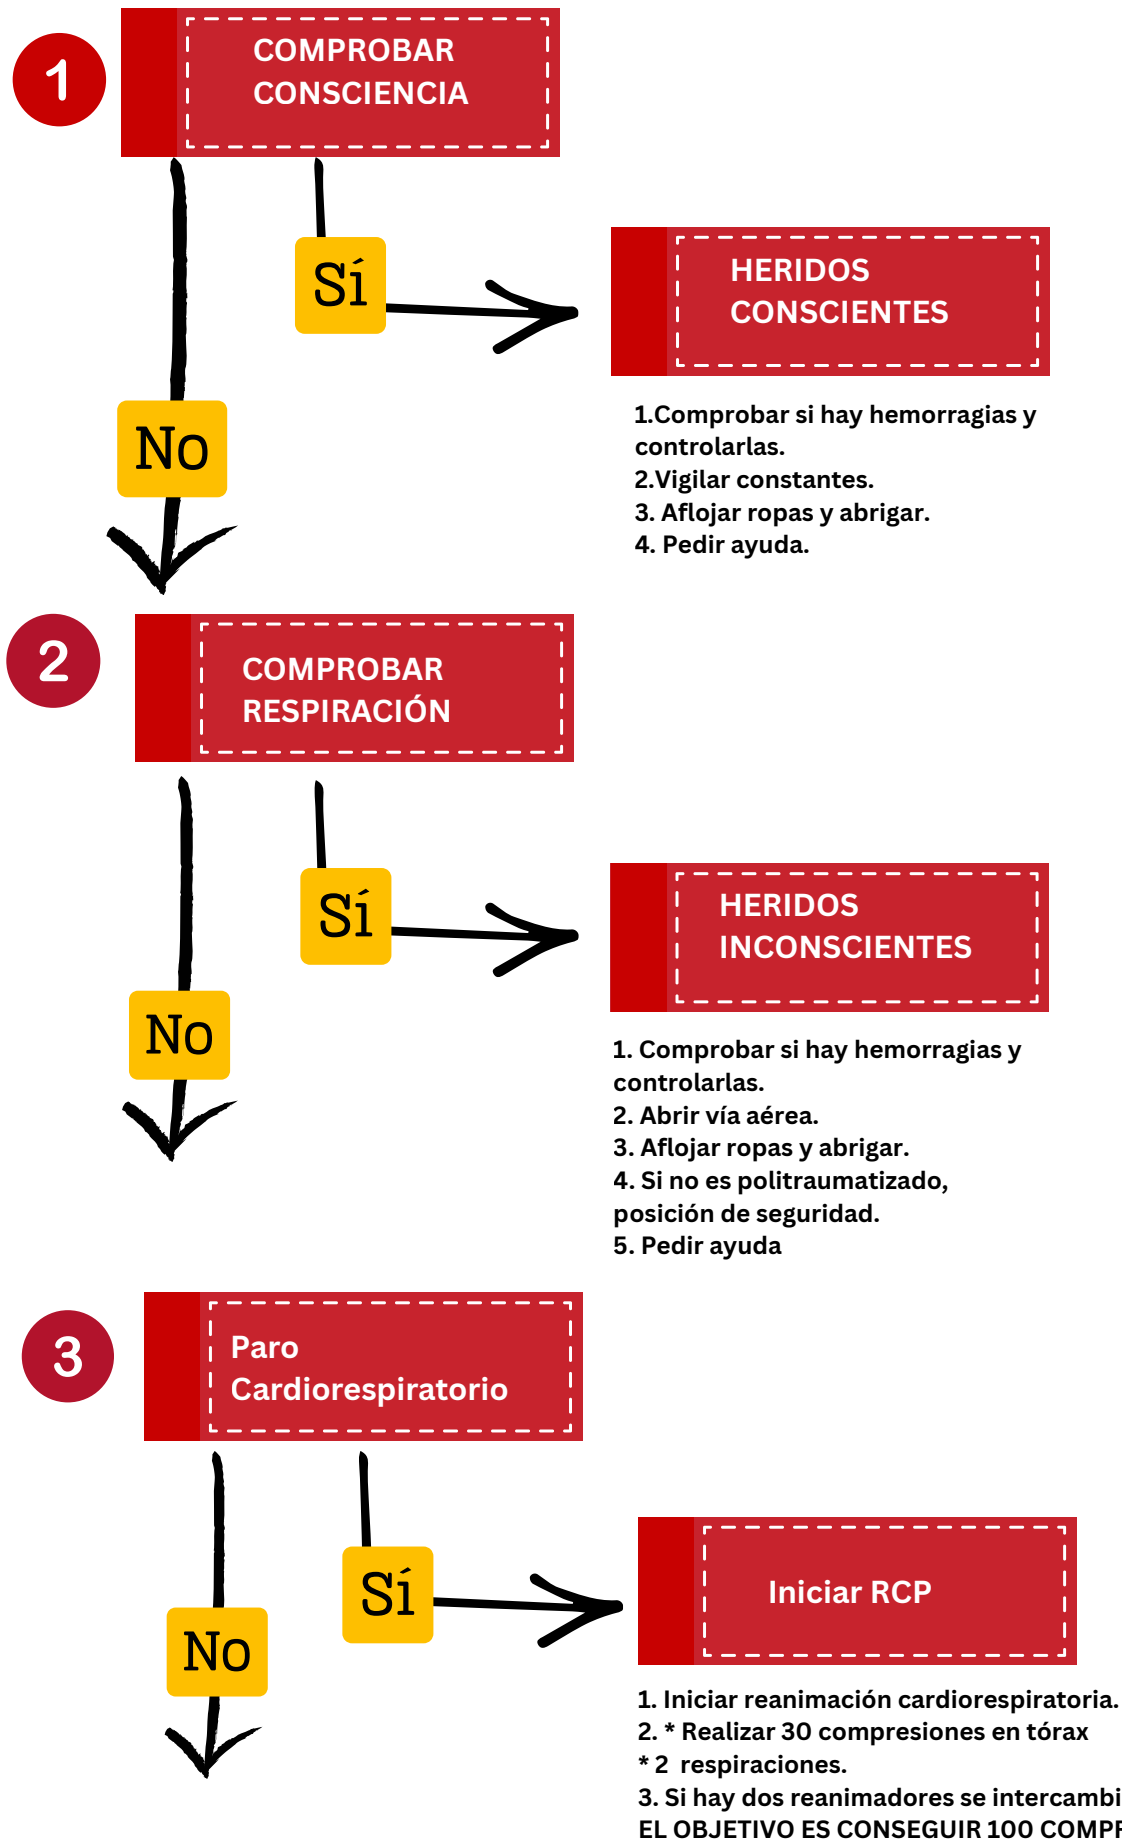 1
COMPROBAR
CONSCIENCIA
Sí
HERIDOS
CONSCIENTES
1.Comprobar si hay hemorragias y
controlarlas.
2.Vigilar constantes.
3. Aflojar ropas y abrigar.
4. Pedir ayuda.
No
2
COMPROBAR
RESPIRACIÓN
Sí
HERIDOS
INCONSCIENTES
No
1. Comprobar si hay hemorragias y
controlarlas.
2. Abrir vía aérea.
3. Aflojar ropas y abrigar.
4. Si no es politraumatizado,
posición de seguridad.
5. Pedir ayuda
3
Paro
Cardiorespiratorio
Sí
Iniciar RCP
No
1. Iniciar reanimación cardiorespiratoria.
2. * Realizar 30 compresiones en tórax
* 2 respiraciones.
3. Si hay dos reanimadores se intercambi
EL OBJETIVO ES CONSEGUIR 100 COMP